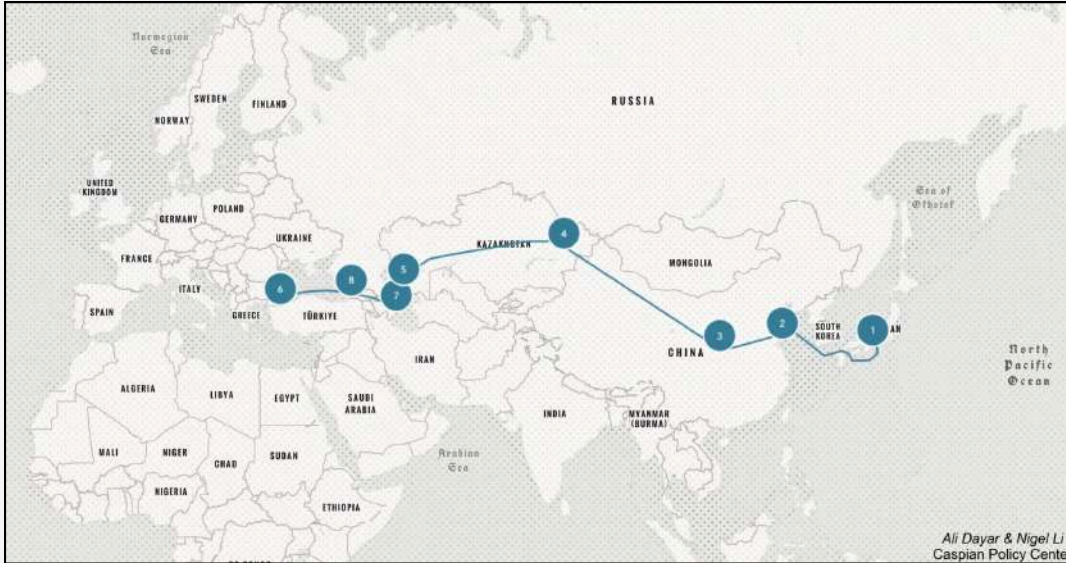 Norwegian
Sea
SWEDEN
FINLAND
NORWAY
RUSSIA
UNITED
KINGDOM
Sea of
Okhotsk
GERMANY
POLAND
UKRAINE
FRANCE
KAZAKHSTAN
4
MONGOLIA
5
6
8
7
ITALY
SPAIN
GREECE
TÜRKIYE
3
2
SOUTH
KOREA
1
AN
CHINA
IRAN
North
Pacific
Ocean
ALGERIA
LIBYA
EGYPT
SAUDI
ARABIA
INDIA
MYANMAR
(BURMA)
MALI
NIGER
CHAD
SUDAN
Arabian
Sea
NIGERIA
ETHIOPIA
Ali Dayar & Nigel Li
Caspian Policy Cente